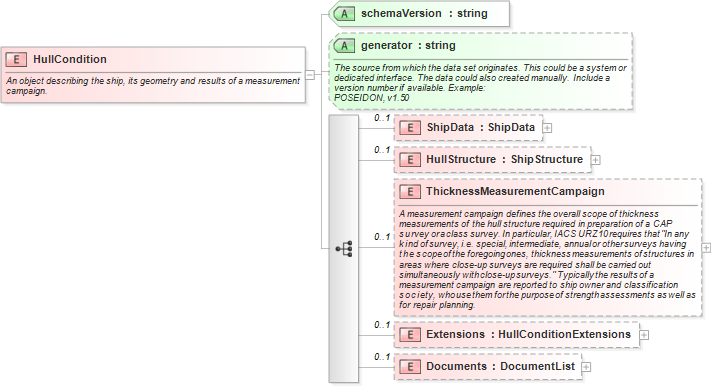 A schemaVersion : string
A generator : string
The source from which the data set originates. This could be a system or
dedicated interface. The data could also created manually. Include a
version number if available. Example:
POSEIDON, v1.50
E HullCondition
An object describing the ship, its geometry and results of a measurement
campaign.
0..1
E ShipData : ShipData
0..1
E HullStructure : ShipStructure
0..1
E ThicknessMeasurementCampaign
A measurement campaign defines the overall scope of thickness
measurements of the hull structure required in preparation of a CAP
survey or a class survey. In particular, IACS URZ10 requires that "In any
kind of survey, i.e. special, intermediate, annual or other surveys having
the scope of the foregoing ones, thickness measurements of structures in
areas where close-up surveys are required shall be carried out
simultaneously with close-up surveys." Typically the results of a
measurement campaign are reported to ship owner and classification
society, who use them for the purpose of strength assessments as well as
for repair planning.
0..1
E Extensions : HullConditionExtensions
0..1
E Documents : DocumentList